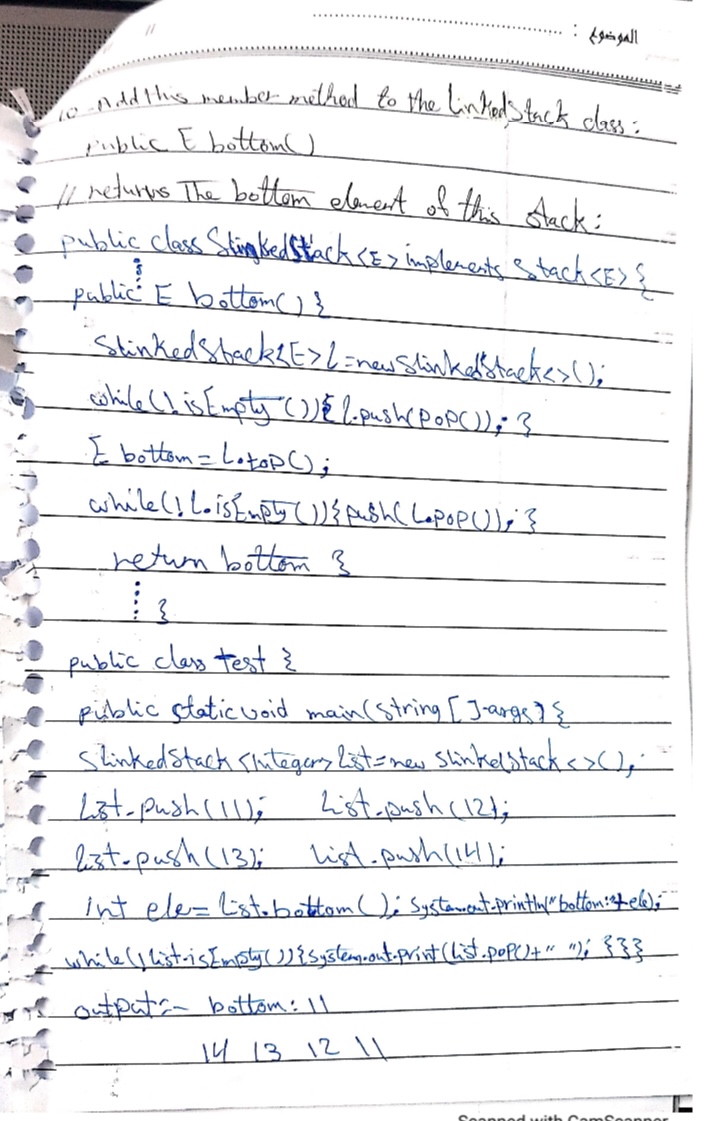 الموضوع :
10- Add this member method to the LinkedStack class:
public E bottom()
// returns The bottom element of this stack:
public class SlinkedStack<E> implements Stack<E> {
public E bottom() {
SlinkedStack<E> L = new SlinkedStack<>();
while(!isEmpty()){ L.push(pop()); }
E bottom = L.top();
while(!L.isEmpty()){ push(L.pop()); }
return bottom }
}
public class test {
public static void main(String[] args) {
SlinkedStack<Integer> list = new SlinkedStack<>();
list.push(11); list.push(12);
list.push(13); list.push(14);
int ele = list.bottom(); System.out.println("bottom:"+ele);
while(!list.isEmpty()){System.out.print(list.pop()+" "); }}}
output:- bottom: 11
14 13 12 11
Scanned with CamScanner